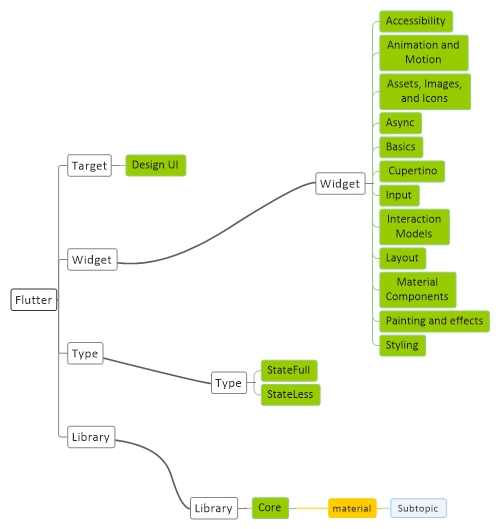 Accessibility
Animation and
Motion
Assets, Images,
and Icons
Async
Basics
Target
Design UI
Cupertino
Widget
Input
Interaction
Models
Widget
Layout
Material
Components
Flutter
Painting and effects
Styling
Type
StateFull
Type
StateLess
Library
Library
Core
material
Subtopic